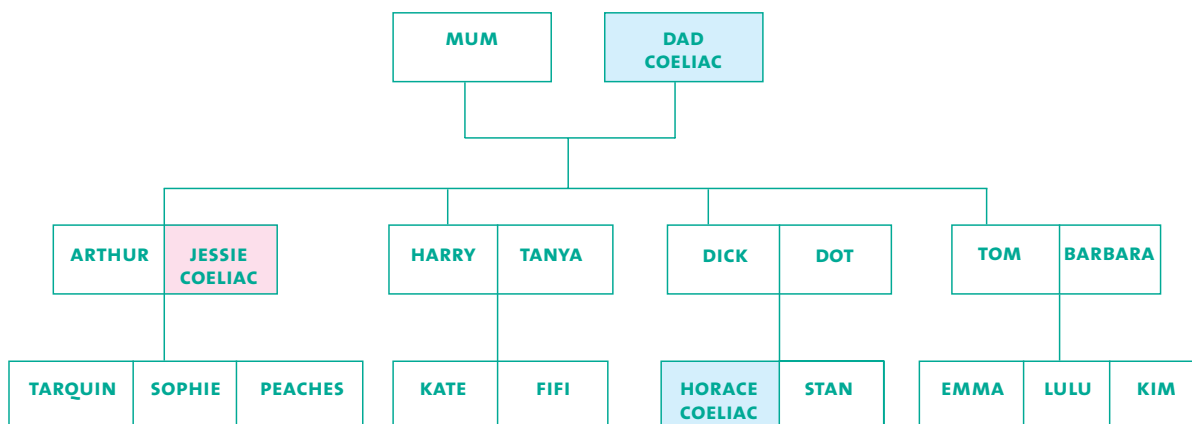 MUM
DAD
COELIAC
ARTHUR
JESSIE
COELIAC
HARRY
TANYA
DICK
DOT
TOM
BARBARA
TARQUIN
SOPHIE
PEACHES
KATE
FIFI
HORACE
COELIAC
STAN
EMMA
LULU
KIM